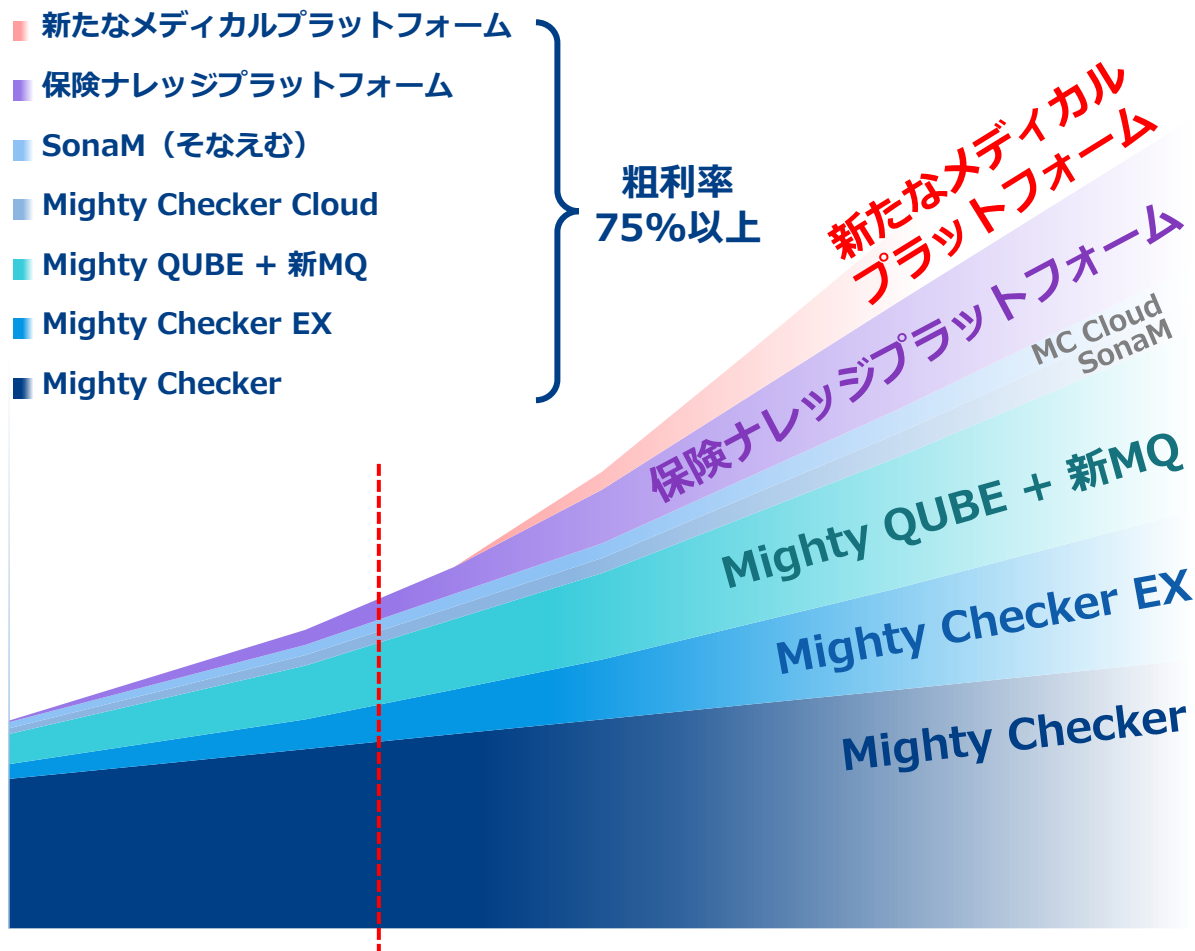 新たなメディカルプラットフォーム
保険ナレッジプラットフォーム
SonaM（そなえむ）
Mighty Checker Cloud
Mighty QUBE + 新MQ
Mighty Checker EX
Mighty Checker
粗利率
75%以上
新たなメディカル
プラットフォーム
保険ナレッジプラットフォーム
MC Cloud
SonaM
Mighty QUBE + 新MQ
Mighty Checker EX
Mighty Checker